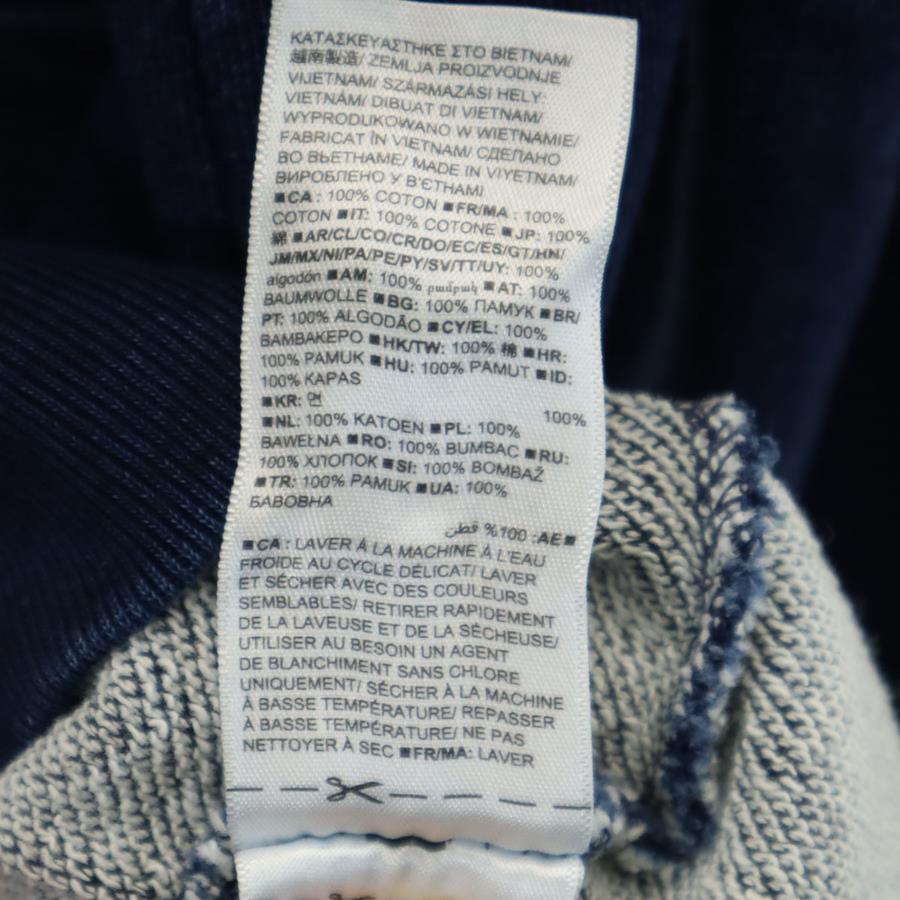 ΚΑΤΑΣΚΕΥΑΣΤΗΚΕ ΣΤΟ ΒΙΕΤΝΑΜ/
越南製造/ ZEMLJA PROIZVODNJE
VIJETNAM/ SZÁRMAZÁSI HELY:
VIETNÁM/ DIBUAT DI VIETNAM/
WYPRODUKOWANO W WIETNAMIE/
FABRICAT ÎN VIETNAM/ СДЕЛАНО
ВО ВЬЕТНАМЕ/ MADE IN VIYETNAM/
ВИРОБЛЕНО У В'ЄТНАМІ
■CA : 100% COTON ■FR/MA : 100%
COTON ■IT: 100% COTONE ■JP: 100%
綿 ■AR/CL/CO/CR/DO/EC/ES/GT/HN/
JM/MX/NI/PA/PE/PY/SV/TT/UY: 100%
algodón ■AM: 100% բամբակ ■AT: 100%
BAUMWOLLE ■BG: 100% ПАМУК ■BR/
PT: 100% ALGODÃO ■CY/EL: 100%
ΒΑΜΒΑΚΕΡΟ ■HK/TW: 100% 棉 ■HR:
100% PAMUK ■HU: 100% PAMUT ■ID:
100% KAPAS
■KR: 면 100%
■NL: 100% KATOEN ■PL: 100%
BAWEŁNA ■RO: 100% BUMBAC ■RU:
100% ХЛОПОК ■SI: 100% BOMBAŽ
■TR: 100% PAMUK ■UA: 100%
БАВОВНА
■AE: 100% قطن
■CA : LAVER À LA MACHINE À L'EAU
FROIDE AU CYCLE DÉLICAT/ LAVER
ET SÉCHER AVEC DES COULEURS
SEMBLABLES/ RETIRER RAPIDEMENT
DE LA LAVEUSE ET DE LA SÉCHEUSE/
UTILISER AU BESOIN UN AGENT
DE BLANCHIMENT SANS CHLORE
UNIQUEMENT/ SÉCHER À LA MACHINE
À BASSE TEMPÉRATURE/ REPASSER
À BASSE TEMPÉRATURE/ NE PAS
NETTOYER À SEC ■FR/MA: LAVER